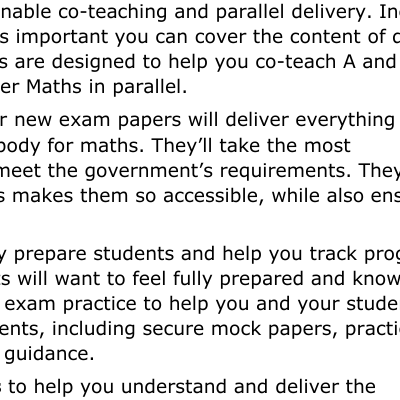 nable co-teaching and parallel delivery. In
s important you can cover the content of
s are designed to help you co-teach A and
er Maths in parallel.
r new exam papers will deliver everything
body for maths. They'll take the most
meet the government's requirements. They
s makes them so accessible, while also ens
y prepare students and help you track prog
ts will want to feel fully prepared and know
exam practice to help you and your stude
ents, including secure mock papers, practi
guidance.
s to help you understand and deliver the